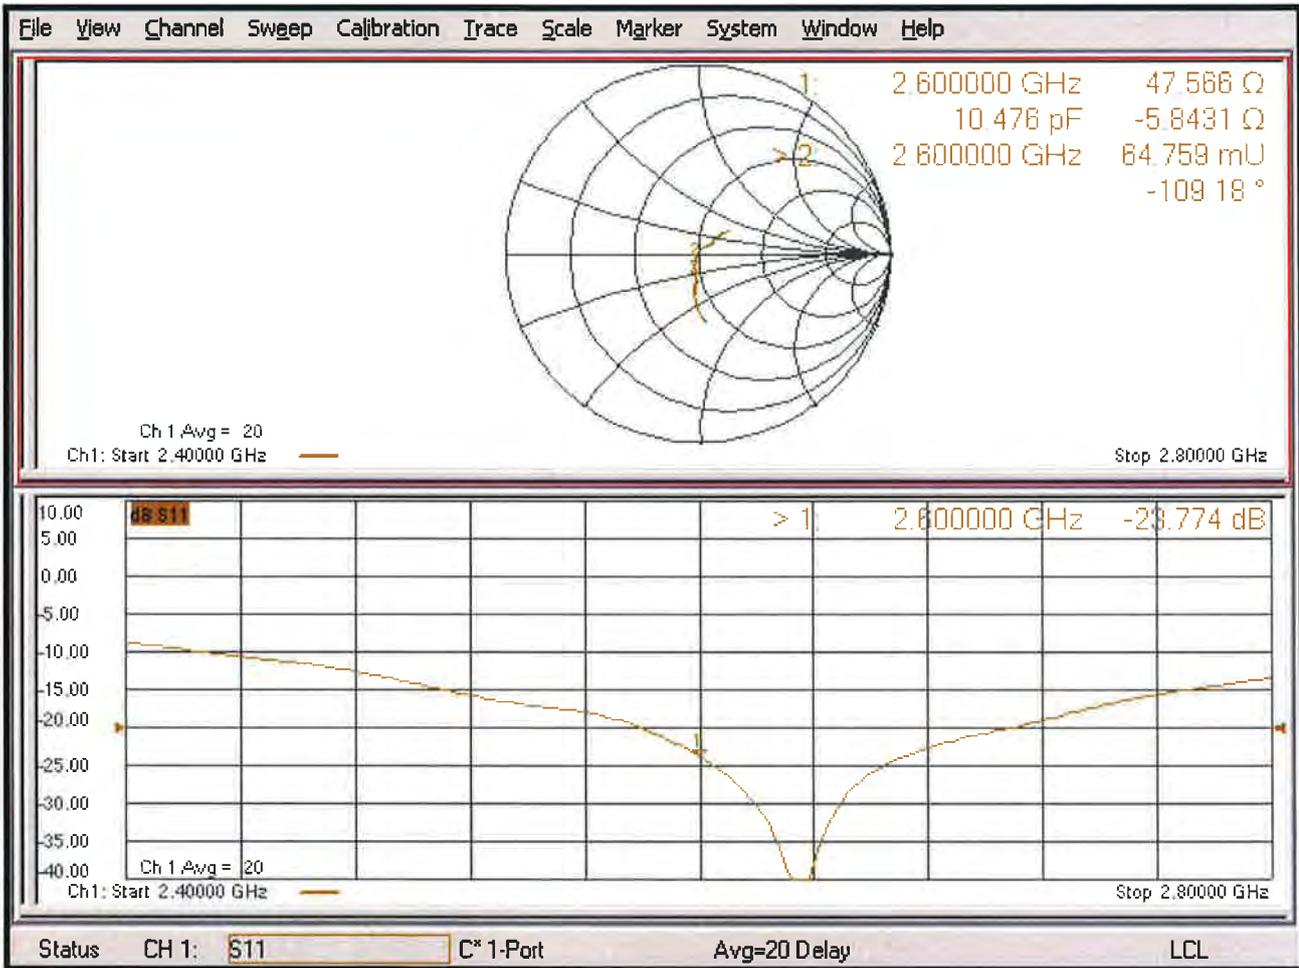 File View Channel Sweep Calibration Trace Scale Marker System Window Help
1: 2.600000 GHz 47.566 Ω
10.476 pF -5.8431 Ω
> 2: 2.600000 GHz 64.759 mU
-109.18 °
Ch 1 Avg = 20
Ch1: Start 2.40000 GHz
Stop 2.80000 GHz
10.00
dB S11
> 1: 2.600000 GHz -23.774 dB
5.00
0.00
-5.00
-10.00
-15.00
-20.00
1
-25.00
-30.00
-35.00
-40.00
Ch 1 Avg = 20
Ch1: Start 2.40000 GHz
Stop 2.80000 GHz
Status CH 1: S11 C* 1-Port Avg=20 Delay LCL